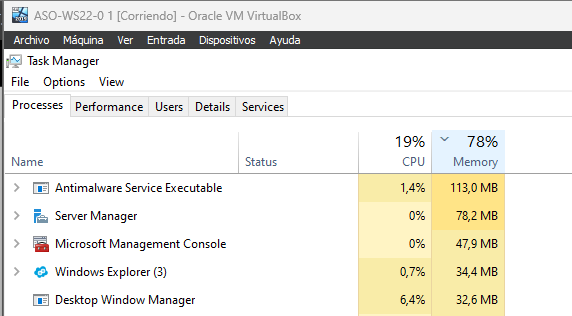 ASO-WS22-0 1 [Corriendo] - Oracle VM VirtualBox
Archivo Máquina Ver Entrada Dispositivos Ayuda
Task Manager
File Options View
Processes Performance Users Details Services
19% 78%
Name Status CPU Memory
Antimalware Service Executable 1,4% 113,0 MB
Server Manager 0% 78,2 MB
Microsoft Management Console 0% 47,9 MB
Windows Explorer (3) 0,7% 34,4 MB
Desktop Window Manager 6,4% 32,6 MB